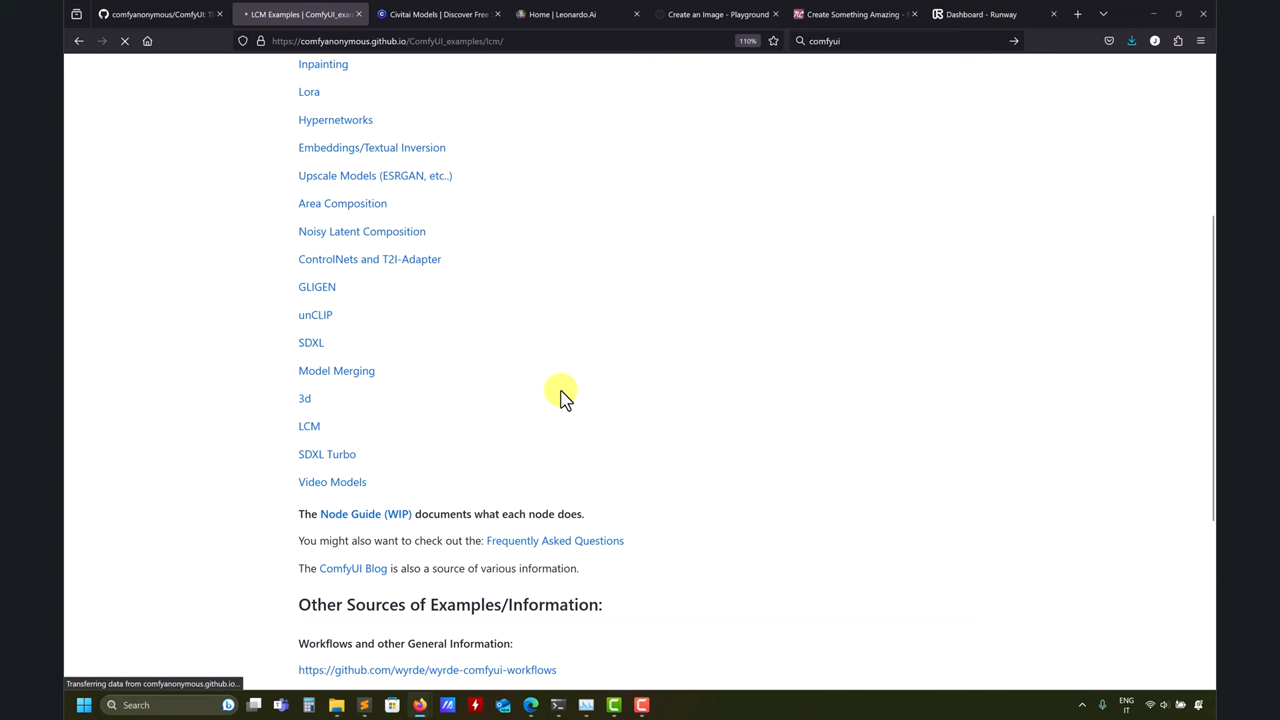 comfyanonymous/ComfyUI: Th
LCM Examples | ComfyUI_exam
Civitai Models | Discover Free
Home | Leonardo.Ai
Create an Image - Playground
Create Something Amazing -
Dashboard - Runway
https://comfyanonymous.github.io/ComfyUI_examples/lcm/
110%
comfyui
Inpainting
Lora
Hypernetworks
Embeddings/Textual Inversion
Upscale Models (ESRGAN, etc..)
Area Composition
Noisy Latent Composition
ControlNets and T2I-Adapter
GLIGEN
unCLIP
SDXL
Model Merging
3d
LCM
SDXL Turbo
Video Models
The Node Guide (WIP) documents what each node does.
You might also want to check out the: Frequently Asked Questions
The ComfyUI Blog is also a source of various information.
Other Sources of Examples/Information:
Workflows and other General Information:
https://github.com/wyrde/wyrde-comfyui-workflows
Transferring data from comfyanonymous.github.io...
Search
ENG
IT